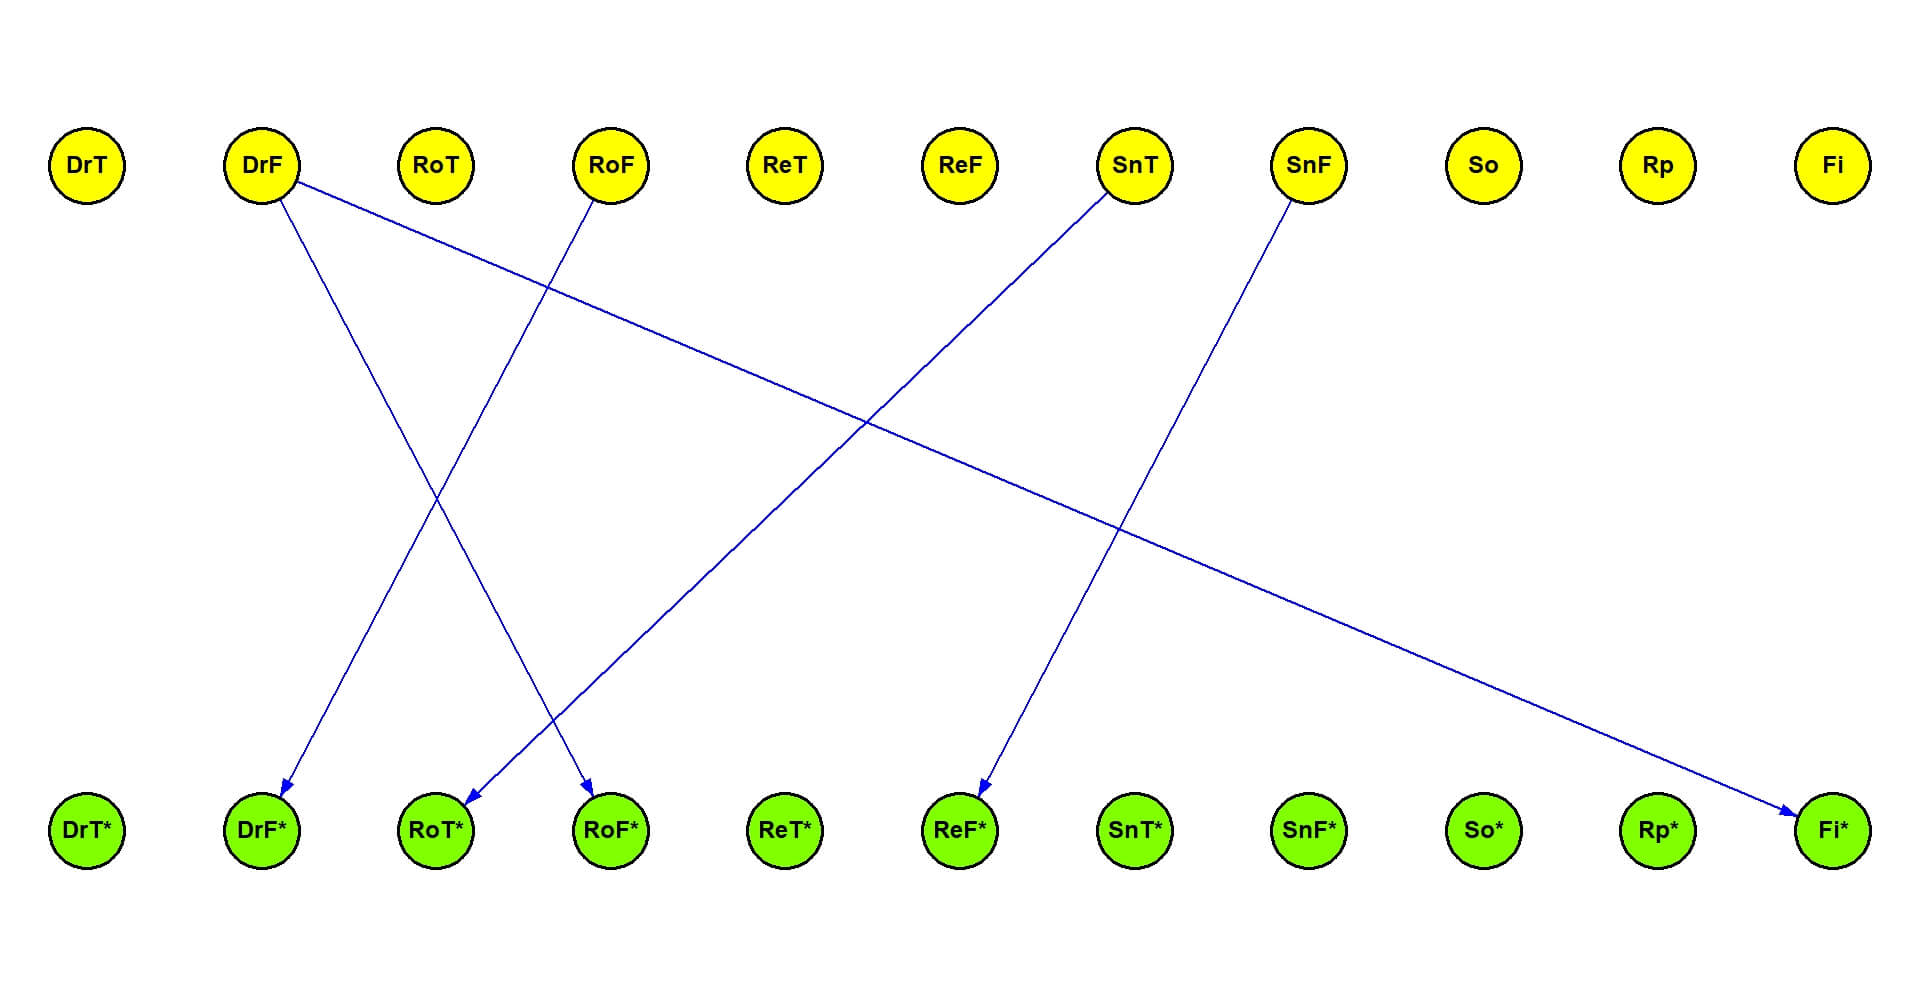 DrT DrF RoT RoF ReT ReF SnT SnF So Rp Fi
DrT* DrF* RoT* RoF* ReT* ReF* SnT* SnF* So* Rp* Fi*